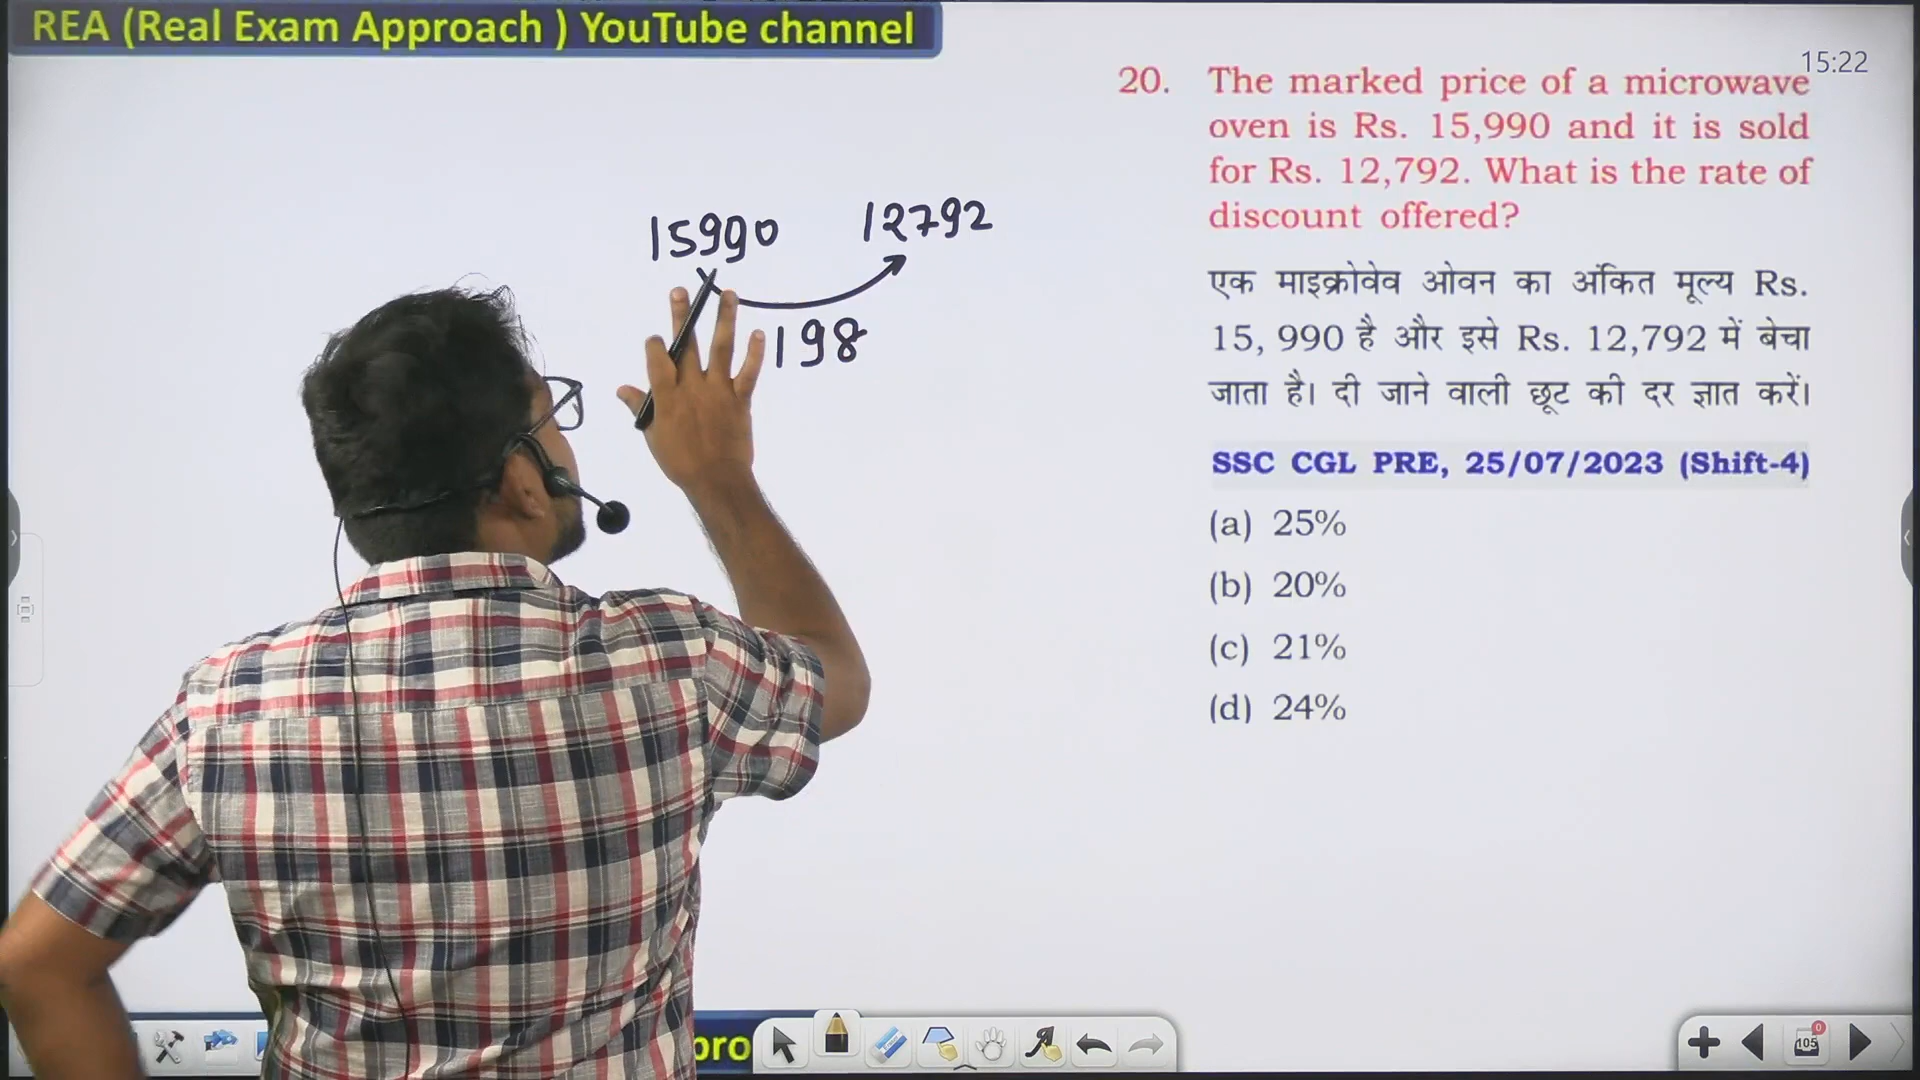 REA (Real Exam Approach ) YouTube channel
15:22
20. The marked price of a microwave
oven is Rs. 15,990 and it is sold
for Rs. 12,792. What is the rate of
discount offered?
एक माइक्रोवेव ओवन का अंकित मूल्य Rs.
15, 990 है और इसे Rs. 12,792 में बेचा
जाता है। दी जाने वाली छूट की दर ज्ञात करें।
SSC CGL PRE, 25/07/2023 (Shift-4)
(a) 25%
(b) 20%
(c) 21%
(d) 24%
15990 12792
198
pro
0
105